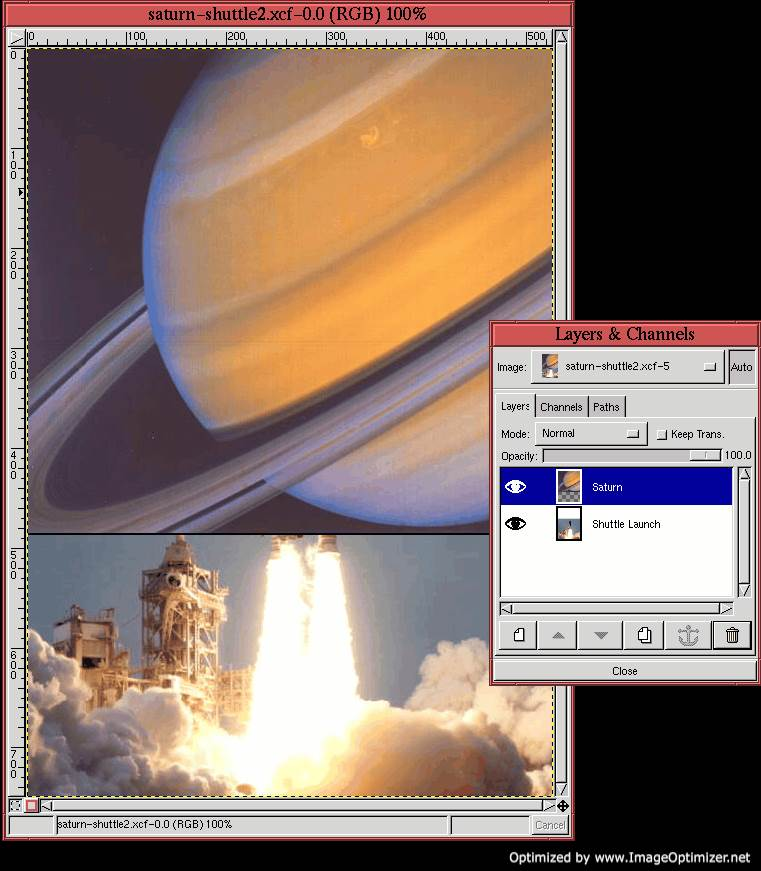 saturn-shuttle2.xcf-0.0 (RGB) 100%
0 100 200 300 400 500
0
100
200
300
400
500
600
700
Layers & Channels
Image: saturn-shuttle2.xcf-5 Auto
Layers Channels Paths
Mode: Normal Keep Trans.
Opacity: 100.0
Saturn
Shuttle Launch
Close
saturn-shuttle2.xcf-0.0 (RGB) 100% Cancel
Optimized by www.ImageOptimizer.net